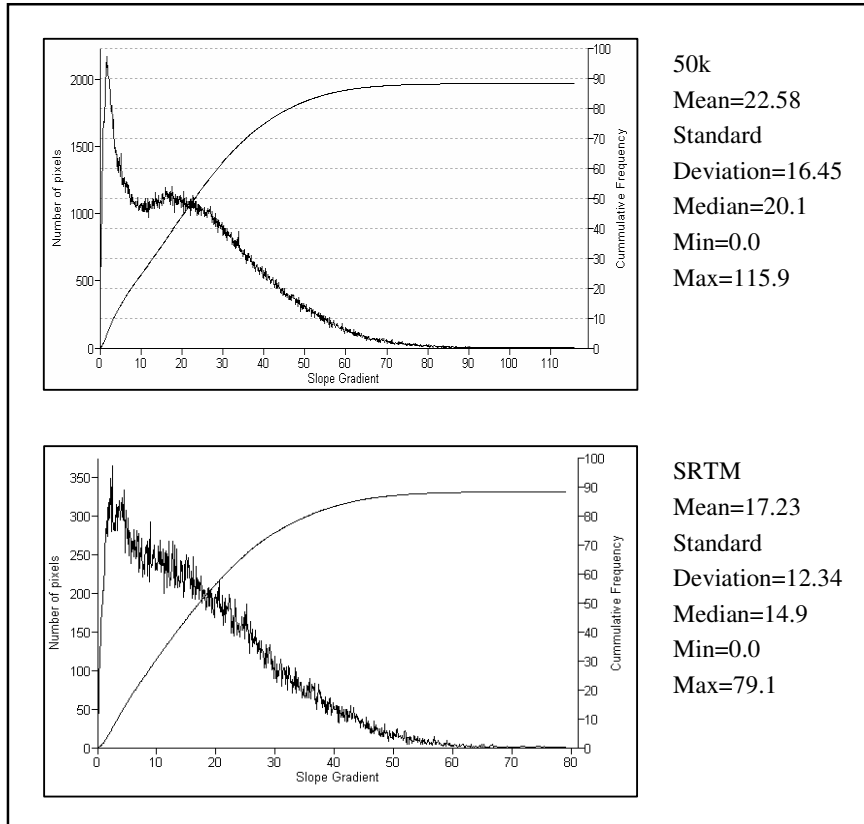 2000
1500
1000
500
0
Number of pixels
100
90
80
70
60
50
40
30
20
10
0
Cummulative Frequency
0 10 20 30 40 50 60 70 80 90 100 110
Slope Gradient
50k
Mean=22.58
Standard
Deviation=16.45
Median=20.1
Min=0.0
Max=115.9
350
300
250
200
150
100
50
0
Number of pixels
100
90
80
70
60
50
40
30
20
10
0
Cummulative Frequency
0 10 20 30 40 50 60 70 80
Slope Gradient
SRTM
Mean=17.23
Standard
Deviation=12.34
Median=14.9
Min=0.0
Max=79.1